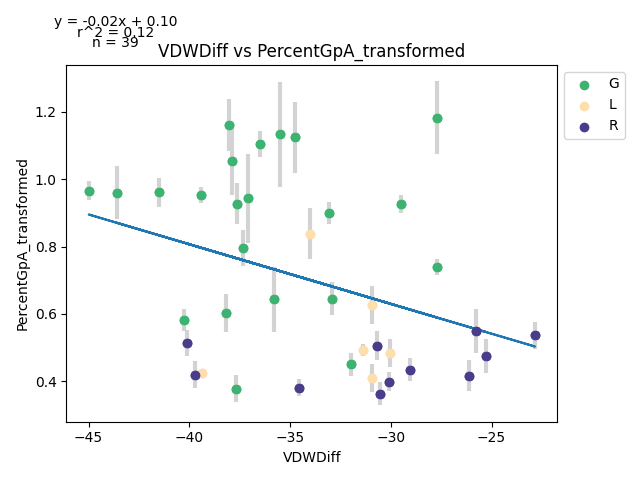 y = -0.02x + 0.10
r^2 = 0.12
n = 39
VDWDiff vs PercentGpA_transformed
G
L
R
PercentGpA_transformed
1.2
1.0
0.8
0.6
0.4
−45
−40
−35
−30
−25
VDWDiff